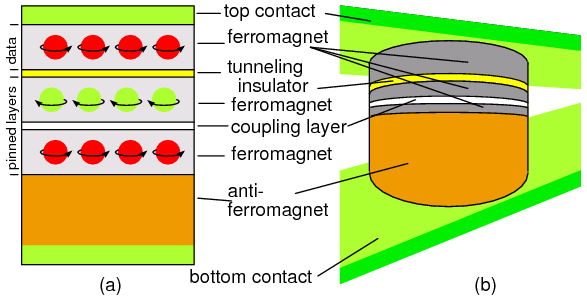 top contact
ferromagnet
tunneling
insulator
ferromagnet
coupling layer
ferromagnet
anti-
ferromagnet
bottom contact
data
pinned layers
(a)
(b)